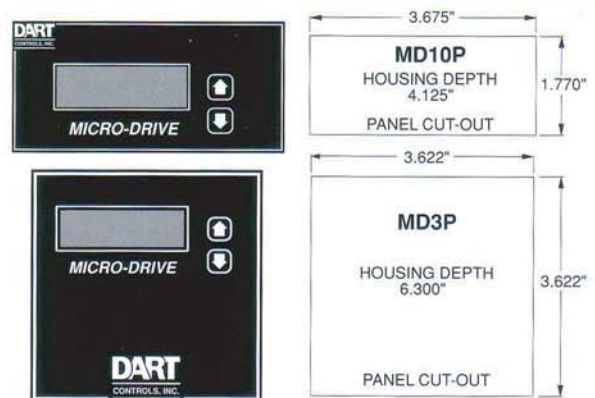 DART
CONTROLS, INC.
MICRO-DRIVE
3.675"
MD10P
HOUSING DEPTH
4.125"
PANEL CUT-OUT
1.770"
MICRO-DRIVE
DART
CONTROLS, INC.
3.622"
MD3P
HOUSING DEPTH
6.300"
PANEL CUT-OUT
3.622"